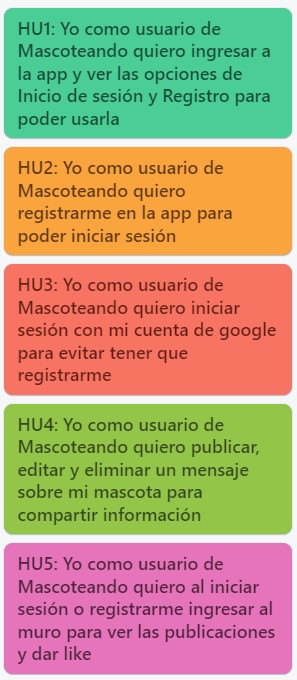 HU1: Yo como usuario de
Mascoteando quiero ingresar a
la app y ver las opciones de
Inicio de sesión y Registro para
poder usarla
HU2: Yo como usuario de
Mascoteando quiero
registrarme en la app para
poder iniciar sesión
HU3: Yo como usuario de
Mascoteando quiero iniciar
sesión con mi cuenta de google
para evitar tener que
registrarme
HU4: Yo como usuario de
Mascoteando quiero publicar,
editar y eliminar un mensaje
sobre mi mascota para
compartir información
HU5: Yo como usuario de
Mascoteando quiero al iniciar
sesión o registrarme ingresar al
muro para ver las publicaciones
y dar like